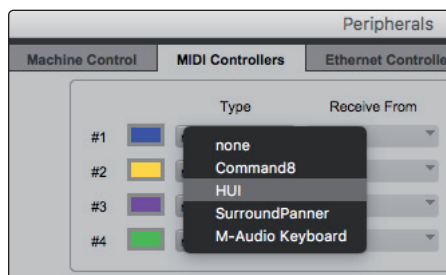 Peripherals
Machine Control MIDI Controllers Ethernet Controlle
Type Receive From
#1
none
Command8
#2
HUI
#3
SurroundPanner
#4
M-Audio Keyboard